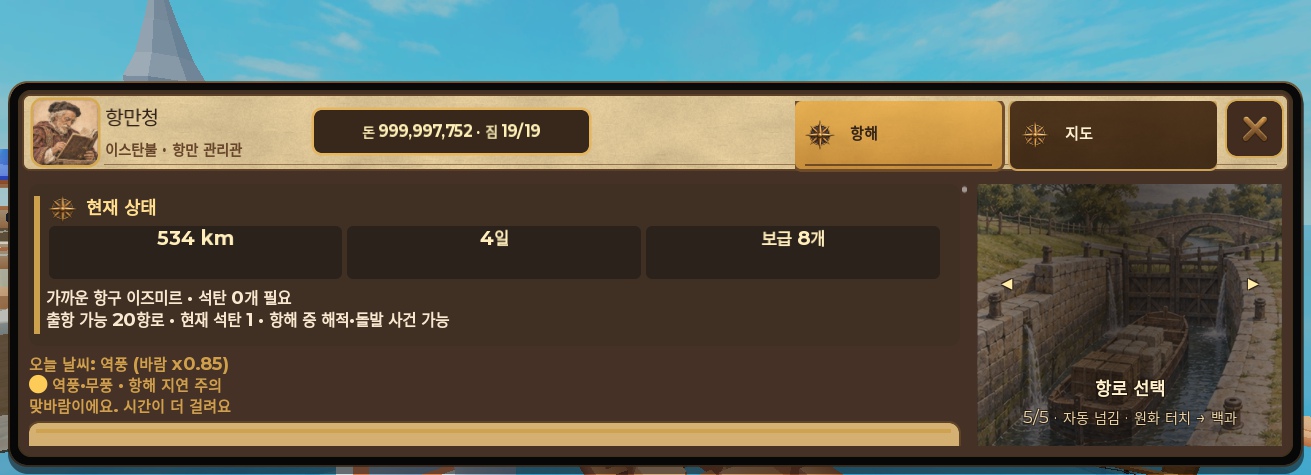 항만청
이스탄불 • 항만 관리관
돈 999,997,752 · 짐 19/19
항해
지도
현재 상태
534 km
4일
보급 8개
가까운 항구 이즈미르 • 석탄 0개 필요
출항 가능 20항로 • 현재 석탄 1 • 항해 중 해적•돌발 사건 가능
오늘 날씨: 역풍 (바람 x0.85)
역풍•무풍 • 항해 지연 주의
맞바람이에요. 시간이 더 걸려요
항로 선택
5/5 · 자동 넘김 · 원화 터치 → 백과